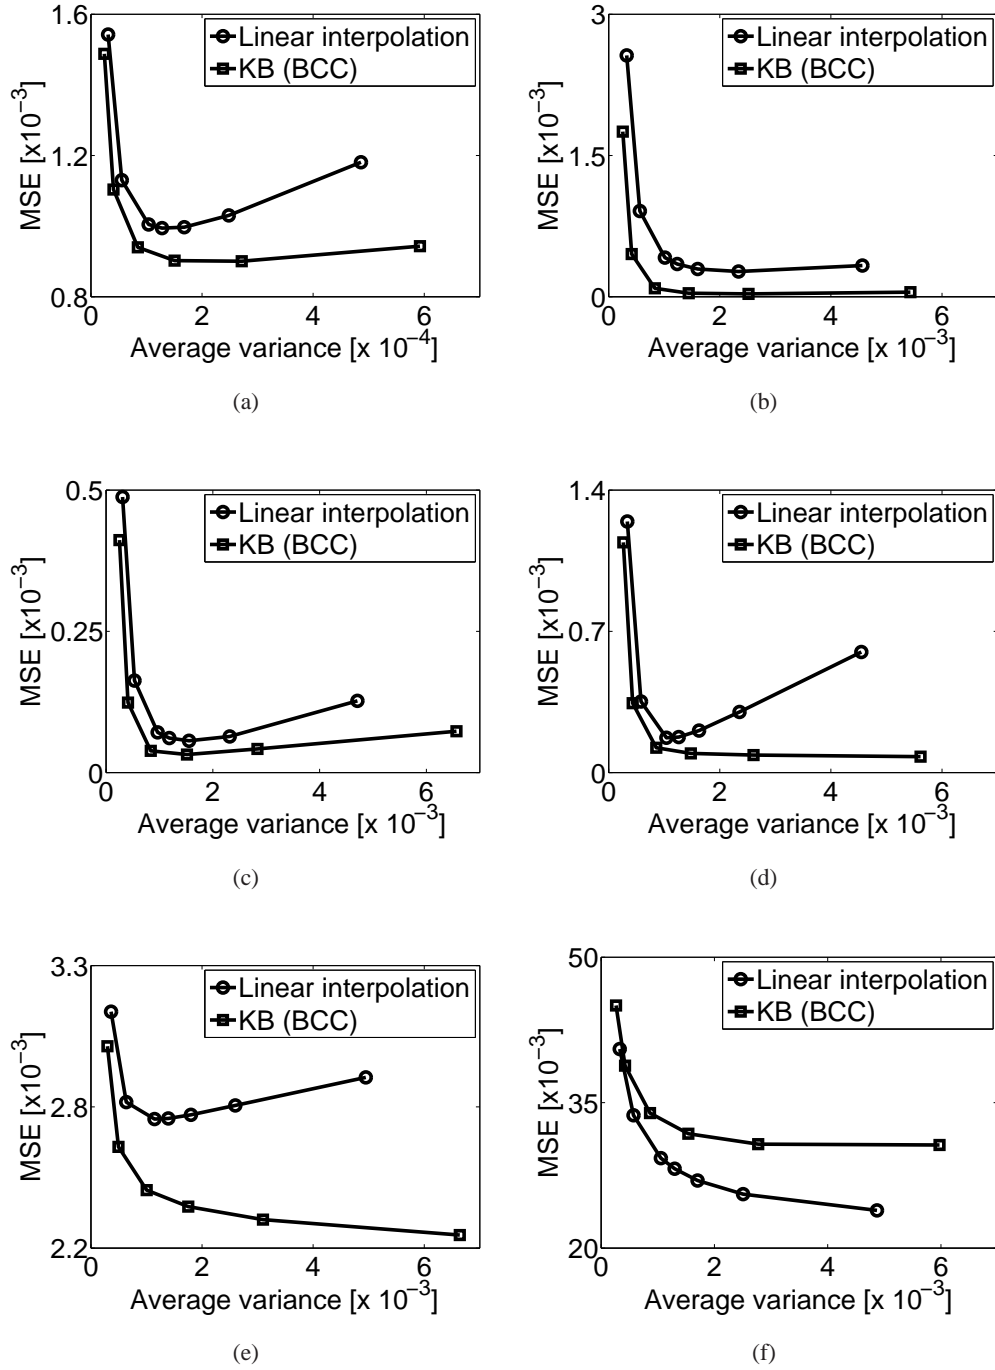 1.6
1.2
0.8
MSE [x10⁻³]
Linear interpolation
KB (BCC)
0 2 4 6
Average variance [x 10⁻⁴]
(a)
3
1.5
0
MSE [x10⁻³]
Linear interpolation
KB (BCC)
0 2 4 6
Average variance [x 10⁻³]
(b)
0.5
0.25
0
MSE [x10⁻³]
Linear interpolation
KB (BCC)
0 2 4 6
Average variance [x 10⁻³]
(c)
1.4
0.7
0
MSE [x10⁻³]
Linear interpolation
KB (BCC)
0 2 4 6
Average variance [x 10⁻³]
(d)
3.3
2.8
2.2
MSE [x10⁻³]
Linear interpolation
KB (BCC)
0 2 4 6
Average variance [x 10⁻³]
(e)
50
35
20
MSE [x10⁻³]
Linear interpolation
KB (BCC)
0 2 4 6
Average variance [x 10⁻³]
(f)